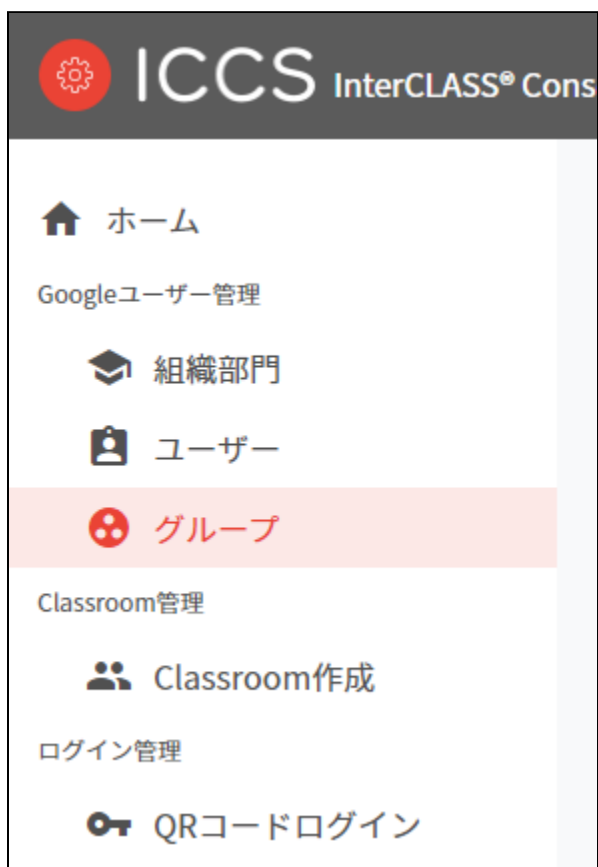 ICCS InterCLASS® Cons
ホーム
Googleユーザー管理
組織部門
ユーザー
グループ
Classroom管理
Classroom作成
ログイン管理
QRコードログイン